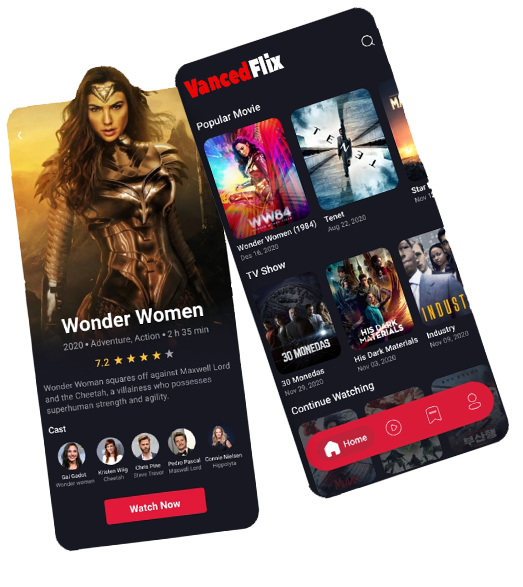 VancedFlix
Popular Movie
TENET
WW84
Wonder Women (1984)
Des 16, 2020
Tenet
Aug 22, 2020
Star
Nov 1
TV Show
30 MONEDAS
HIS DARK
MATERIALS
INDUST
30 Monedas
Nov 29, 2020
His Dark Materials
Nov 03, 2020
Industry
Nov 09, 2020
Continue Watching
Home
Wonder Women
2020 • Adventure, Action • 2 h 35 min
7.2
Wonder Woman squares off against Maxwell Lord
and the Cheetah, a villainess who possesses
superhuman strength and agility.
Cast
Gal Gadot
Wonder women
Kristen Wiig
Cheetah
Chris Pine
Steve Trevor
Pedro Pascal
Maxwell Lord
Connie Nielsen
Hippolyta
Watch Now